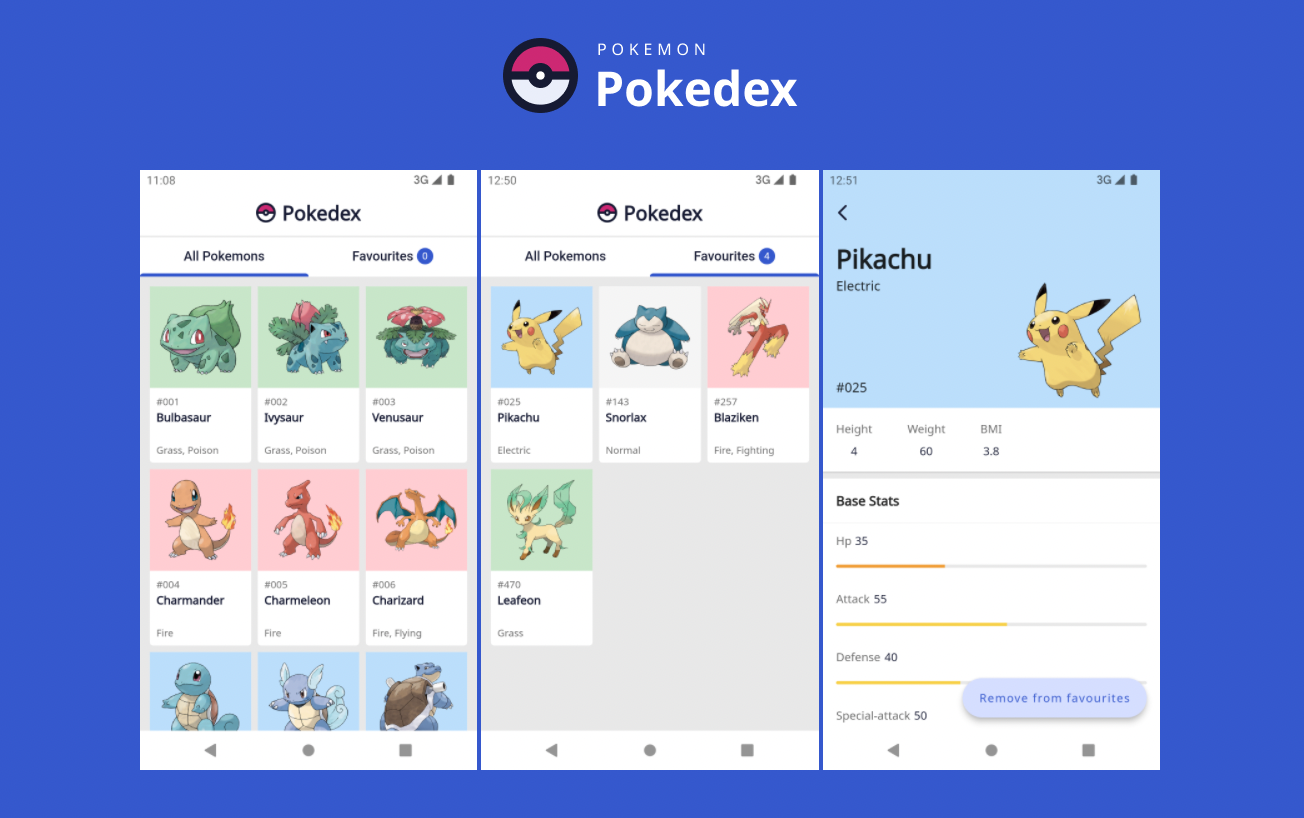 POKEMON
Pokedex
11:08 3G
Pokedex
All Pokemons Favourites 0
#001 #002 #003
Bulbasaur Ivysaur Venusaur
Grass, Poison Grass, Poison Grass, Poison
#004 #005 #006
Charmander Charmeleon Charizard
Fire Fire Fire, Flying
12:50 3G
Pokedex
All Pokemons Favourites 4
#025 #143 #257
Pikachu Snorlax Blaziken
Electric Normal Fire, Fighting
#470
Leafeon
Grass
12:51 3G
Pikachu
Electric
#025
Height Weight BMI
4 60 3.8
Base Stats
Hp 35
Attack 55
Defense 40
Remove from favourites
Special-attack 50